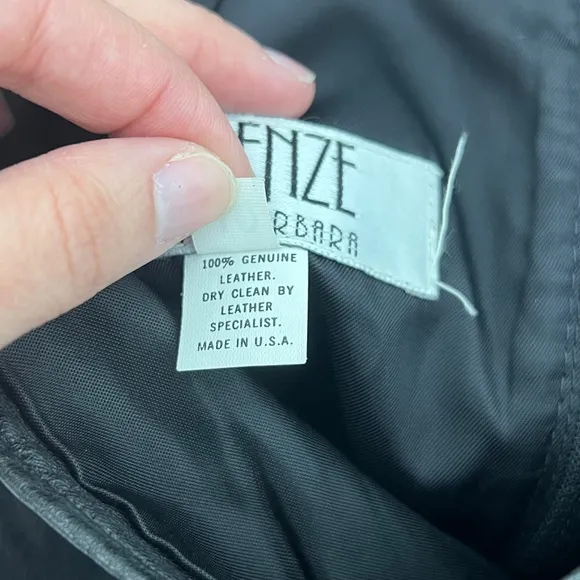 ENZE
RBARA
100% GENUINE
LEATHER.
DRY CLEAN BY
LEATHER
SPECIALIST.
MADE IN U.S.A.